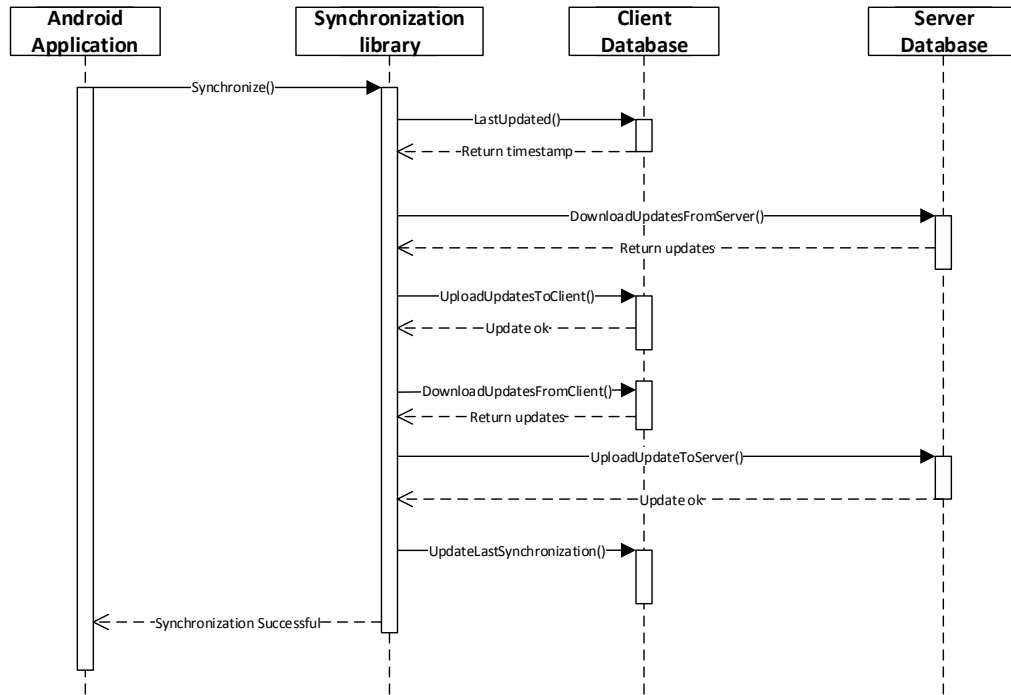 Android
Application
Synchronization
library
Client
Database
Server
Database
Synchronize()
LastUpdated()
Return timestamp
DownloadUpdatesFromServer()
Return updates
UploadUpdatesToClient()
Update ok
DownloadUpdatesFromClient()
Return updates
UploadUpdateToServer()
Update ok
UpdateLastSynchronization()
Synchronization Successful